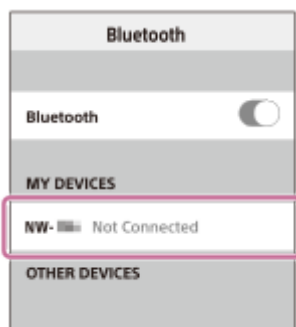 Bluetooth
Bluetooth
MY DEVICES
NW- Not Connected
OTHER DEVICES